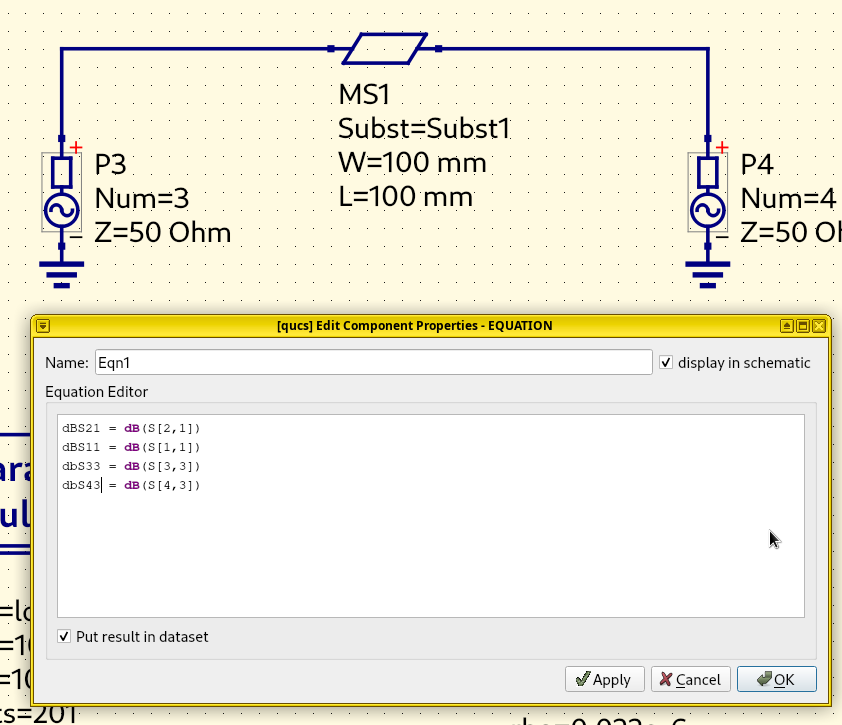 MS1
Subst=Subst1
W=100 mm
L=100 mm
P3
Num=3
Z=50 Ohm
P4
Num=4
Z=50 Oh
[qucs] Edit Component Properties - EQUATION
Name: Eqn1
display in schematic
Equation Editor
dBS21 = dB(S[2,1])
dBS11 = dB(S[1,1])
dbS33 = dB(S[3,3])
dbS43 = dB(S[4,3])
Put result in dataset
Apply Cancel OK
ara
ul
=lo
=10
=10
ts=201